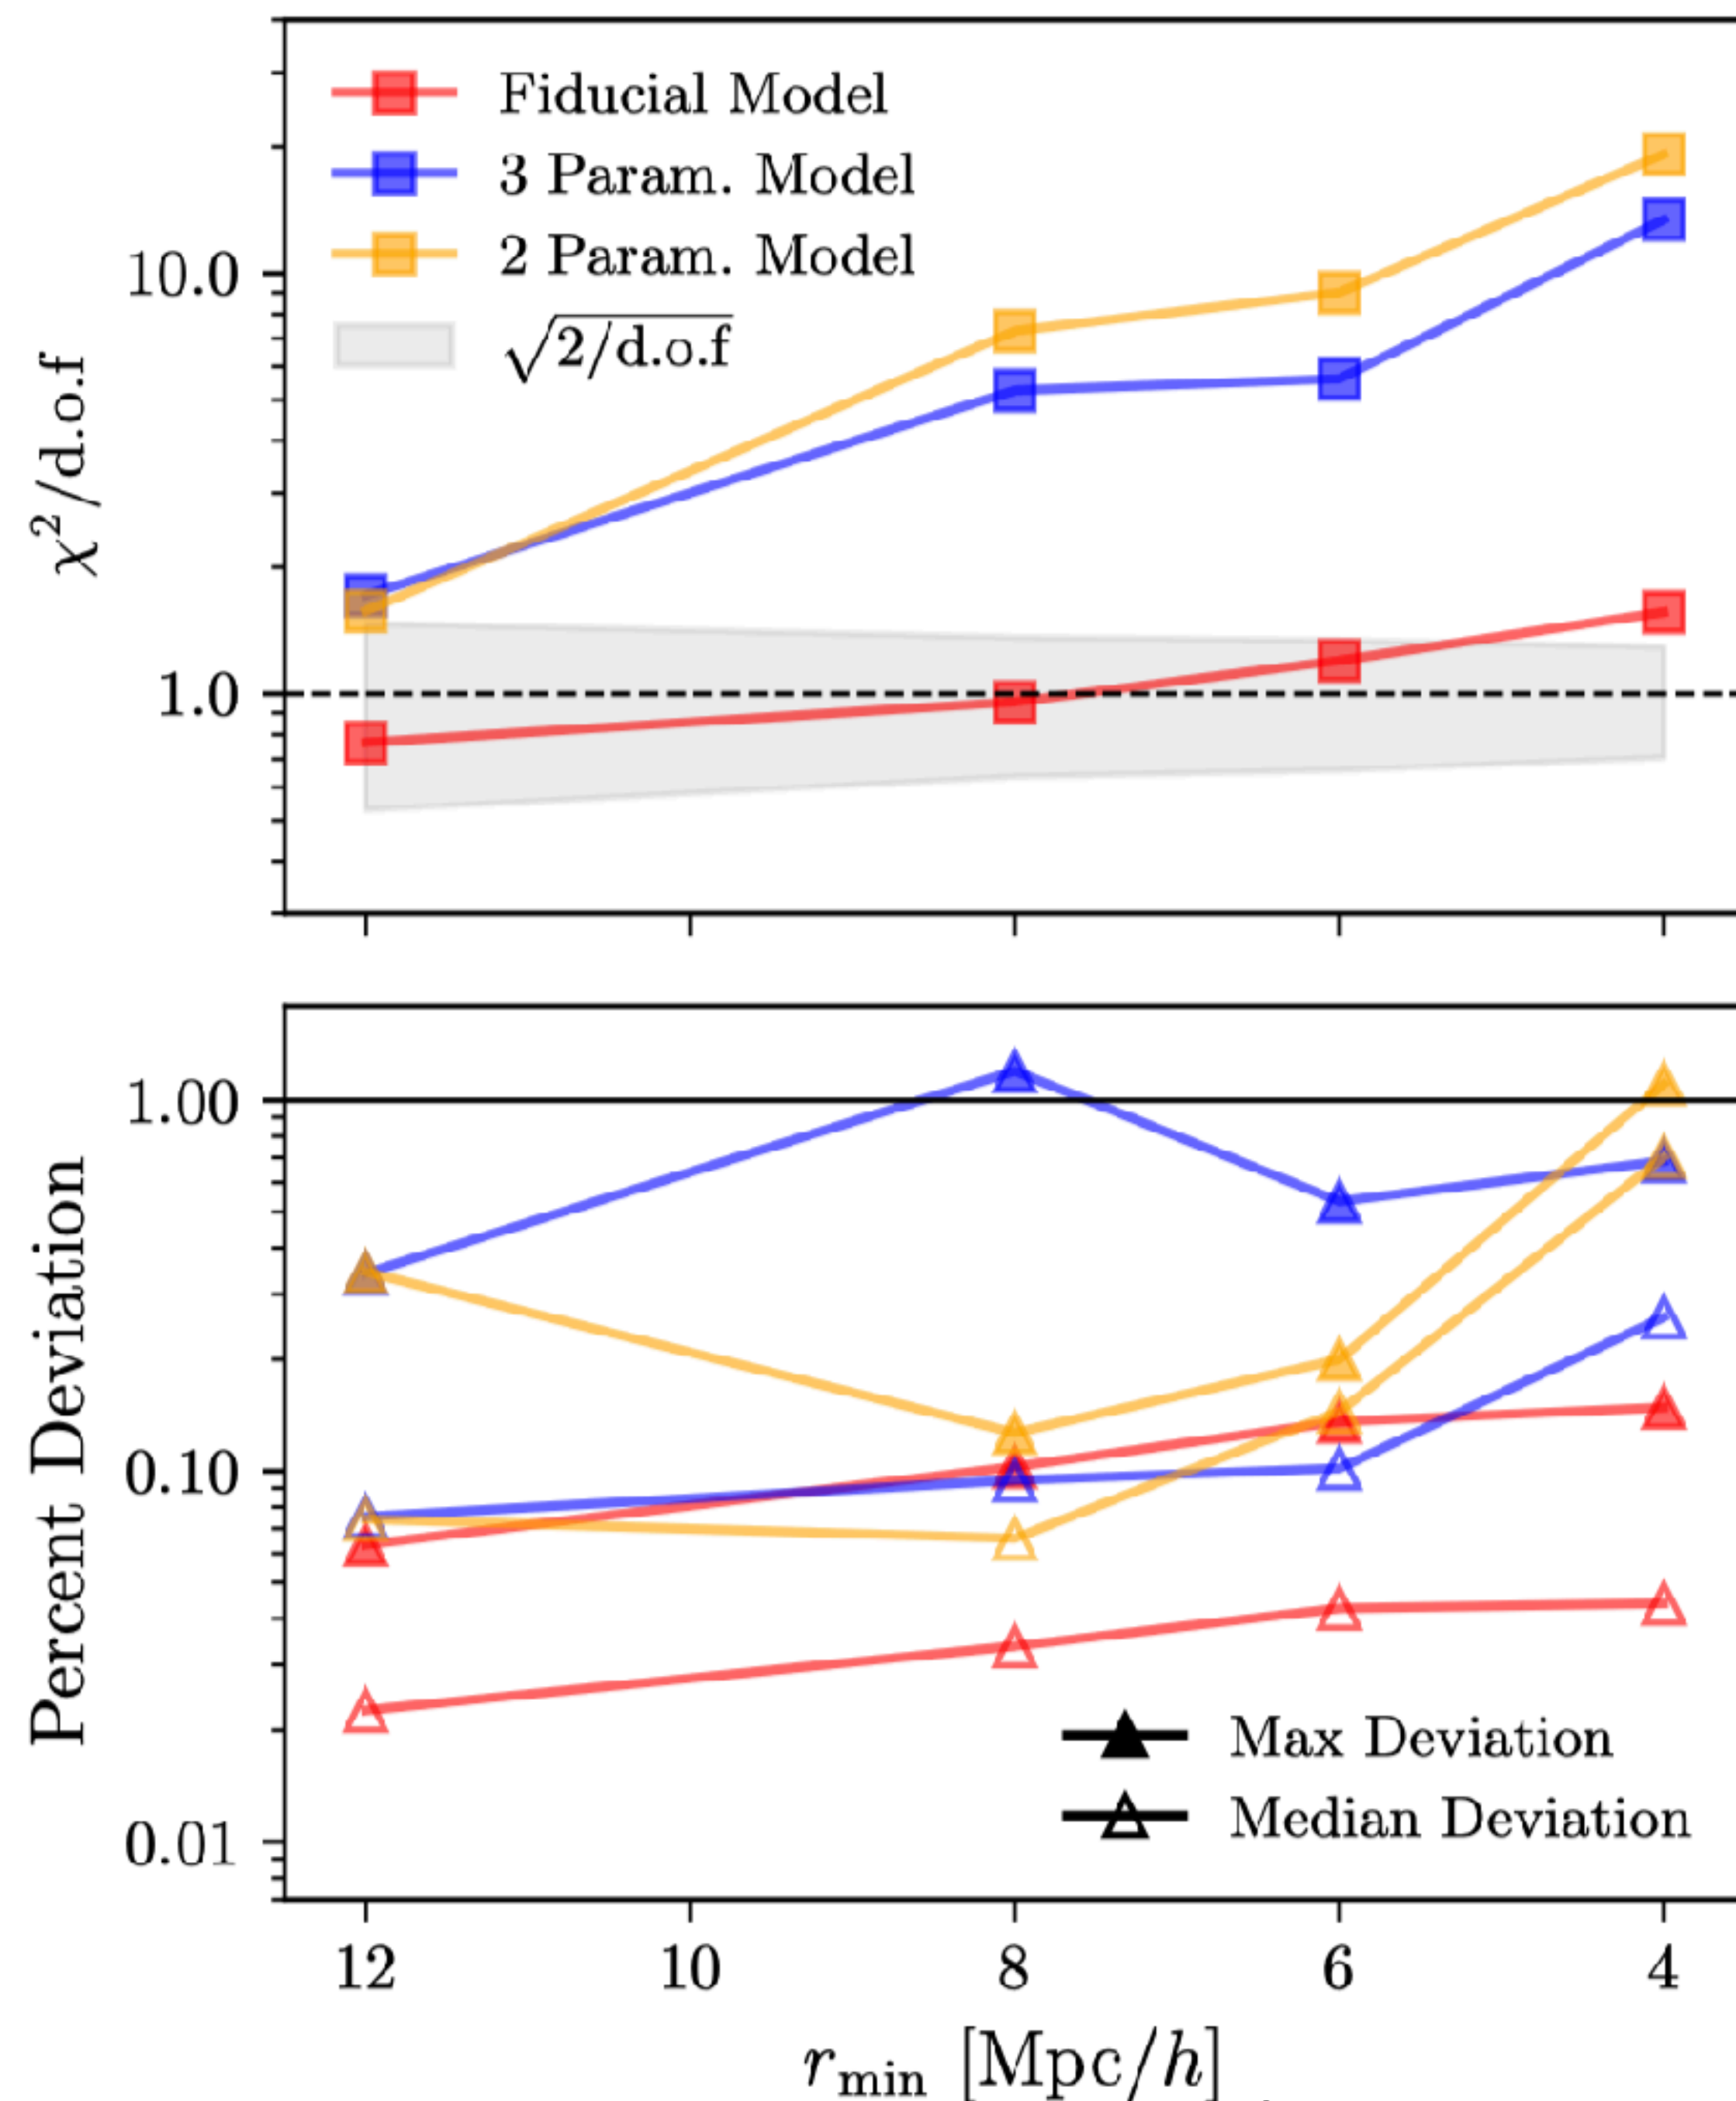 Fiducial Model
3 Param. Model
2 Param. Model
√2/d.o.f
10.0
1.0
χ²/d.o.f
1.00
0.10
0.01
Percent Deviation
Max Deviation
Median Deviation
12 10 8 6 4
r_min [Mpc/h]